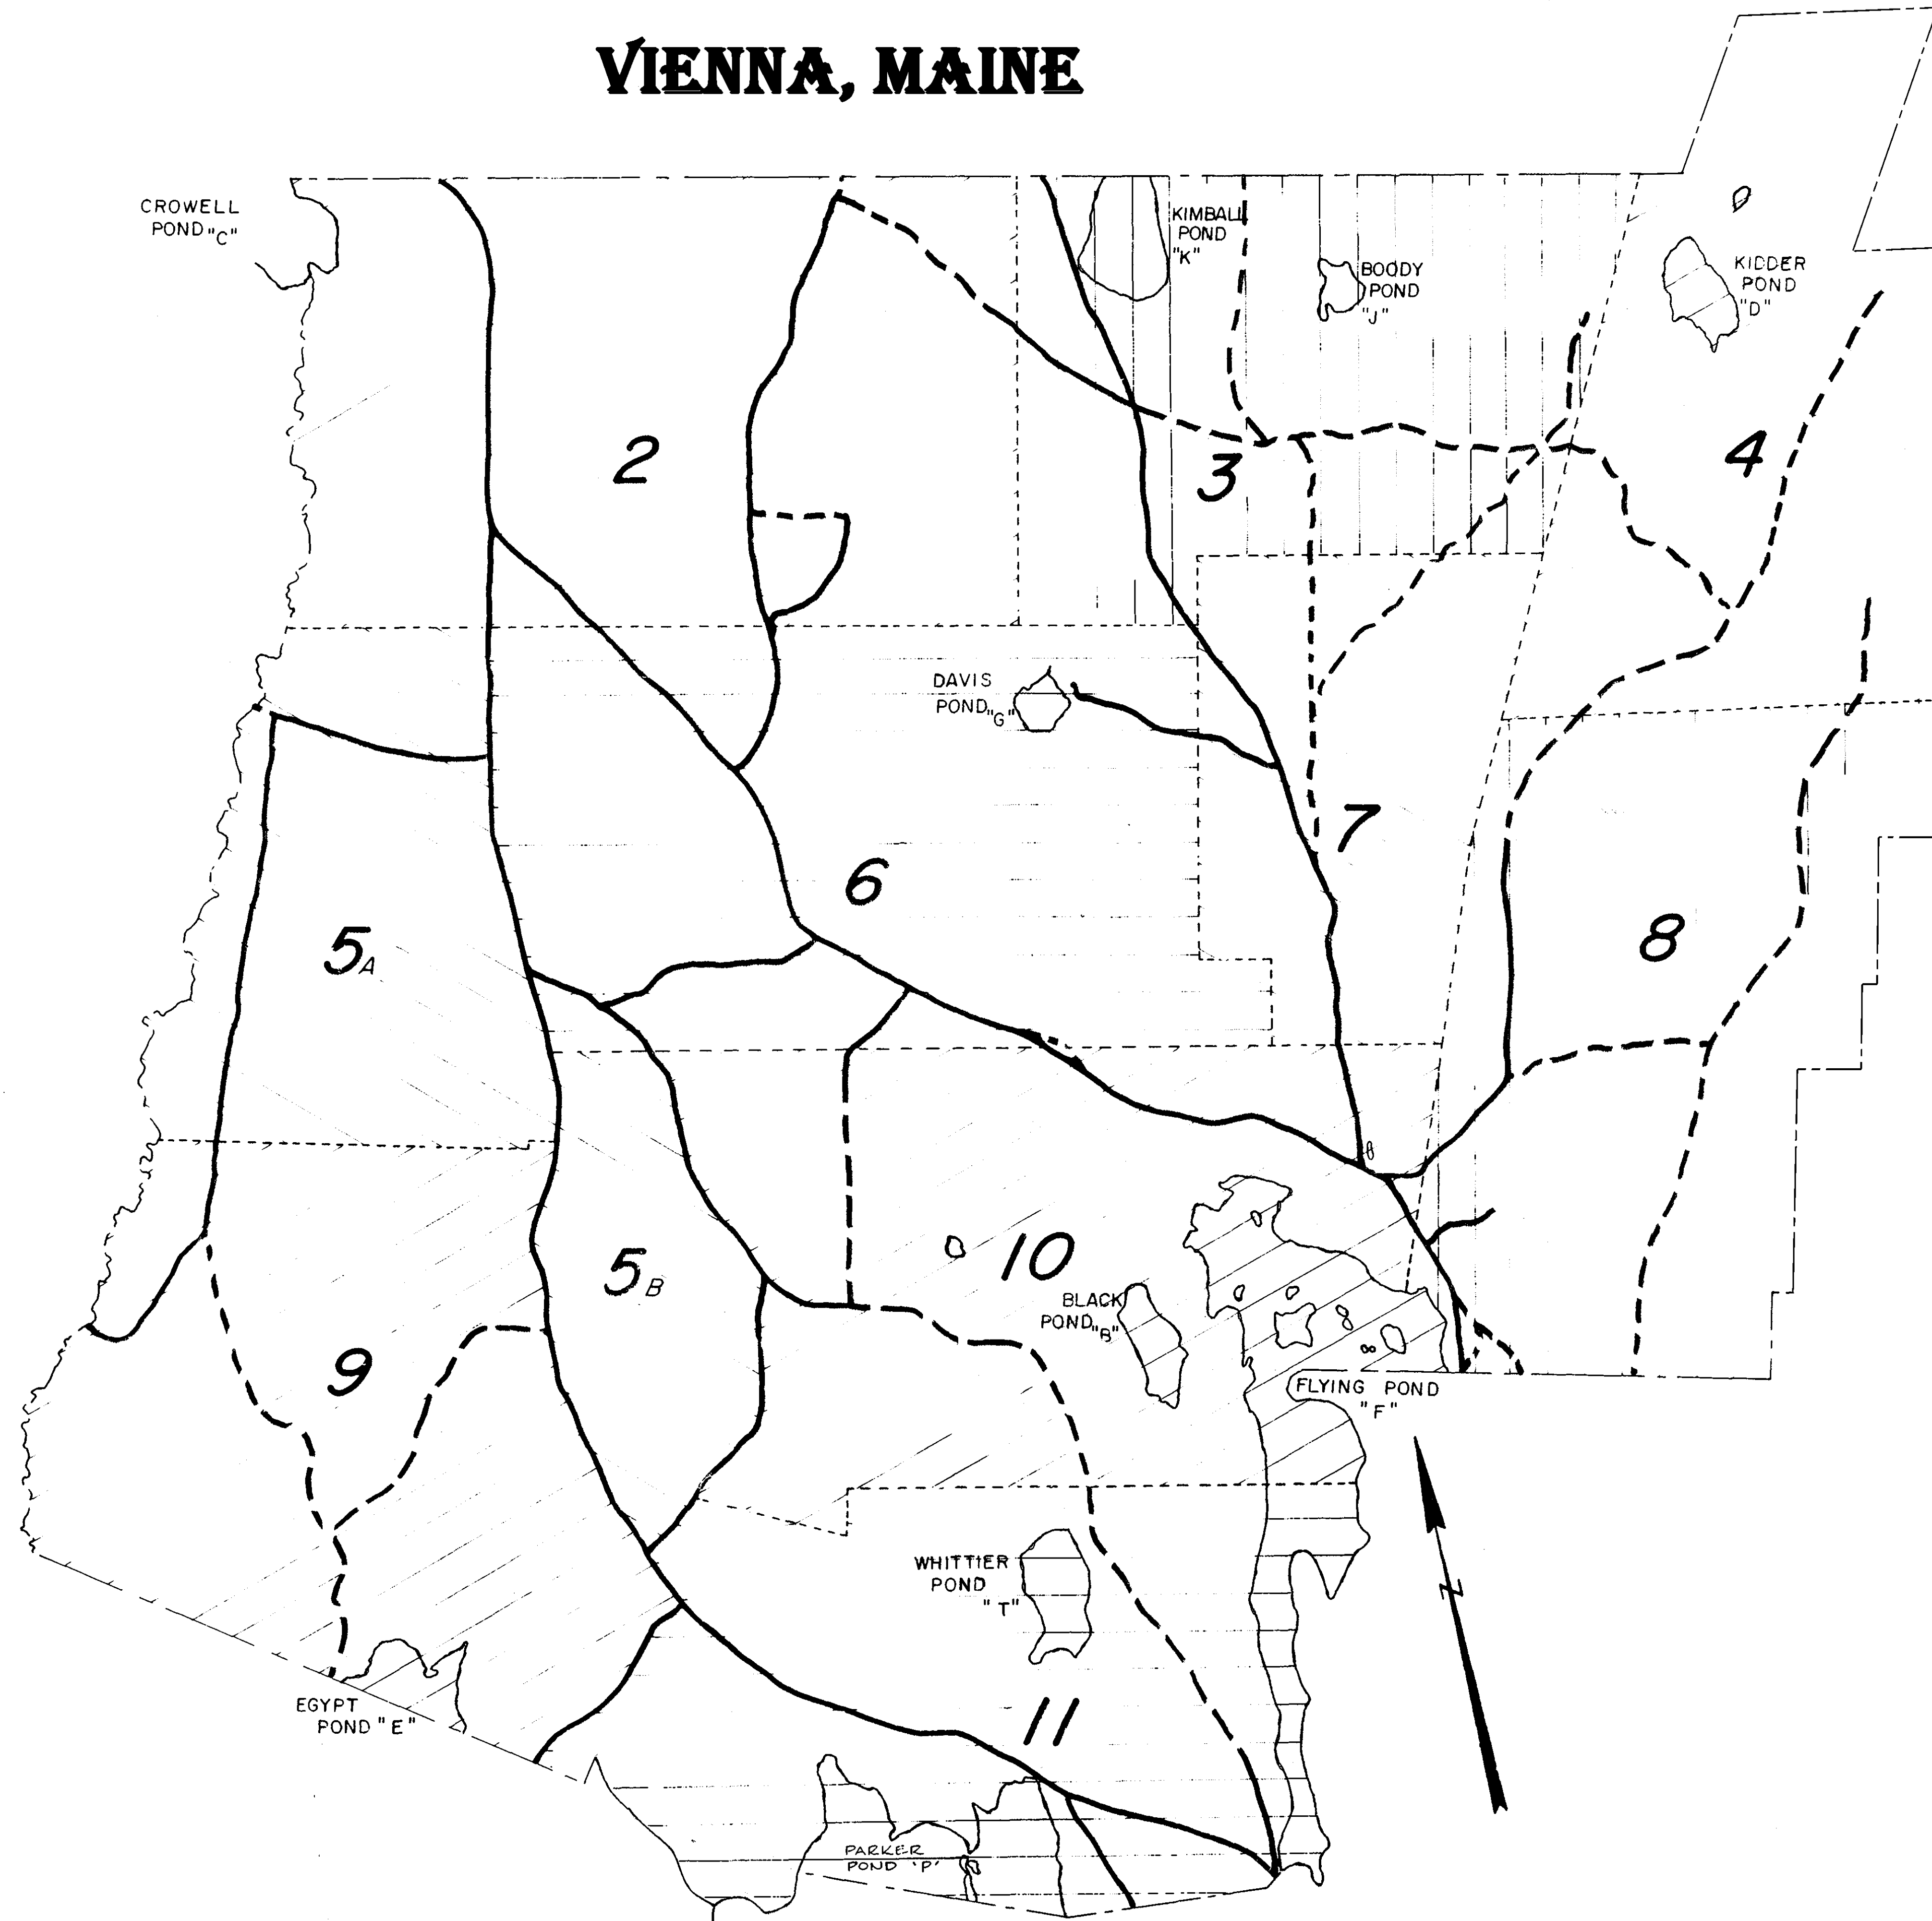 VIENNA, MAINE
CROWELL
POND "C"
KIMBALL
POND
"K"
BOODY
POND
"J"
KIDDER
POND
"D"
2
3
4
DAVIS
POND "G"
7
6
8
5A
10
5B
BLACK
POND "B"
9
FLYING POND
"F"
WHITTIER
POND
"T"
N
EGYPT
POND "E"
11
PARKER
POND 'P'